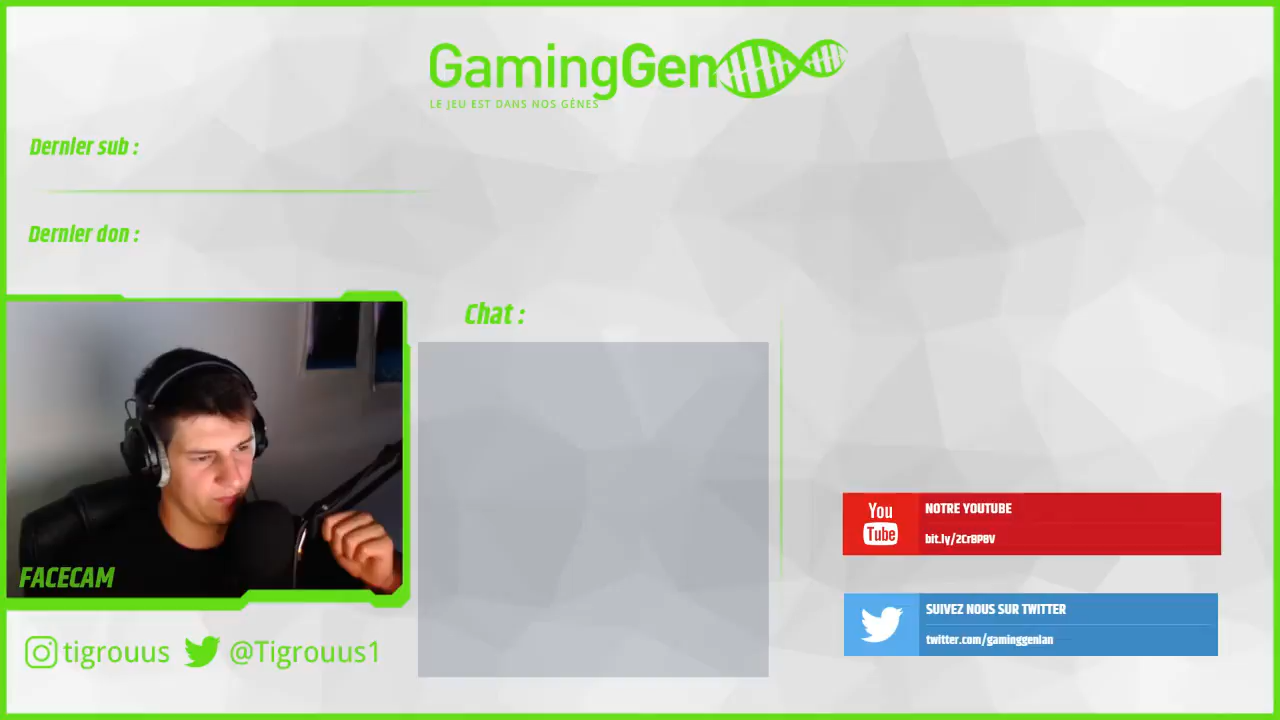 GamingGen
LE JEU EST DANS NOS GÈNES
Dernier sub :
Dernier don :
Chat :
FACECAM
tigrouus @Tigrouus1
You
Tube
NOTRE YOUTUBE
bit.ly/2CrBPBV
SUIVEZ NOUS SUR TWITTER
twitter.com/gaminggenlan